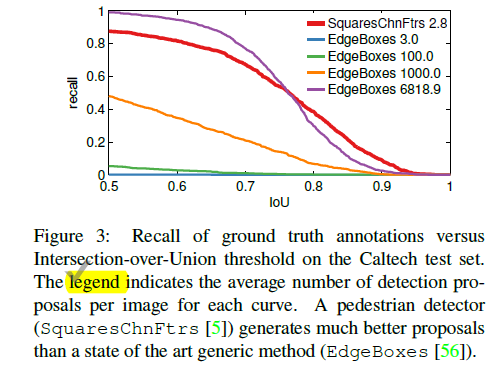 1
0.8
0.6
0.4
0.2
0
recall
SquaresChnFtrs 2.8
EdgeBoxes 3.0
EdgeBoxes 100.0
EdgeBoxes 1000.0
EdgeBoxes 6818.9
0.5 0.6 0.7 0.8 0.9 1
IoU
Figure 3: Recall of ground truth annotations versus
Intersection-over-Union threshold on the Caltech test set.
The legend indicates the average number of detection pro-
posals per image for each curve. A pedestrian detector
(SquaresChnFtrs [5]) generates much better proposals
than a state of the art generic method (EdgeBoxes [56]).